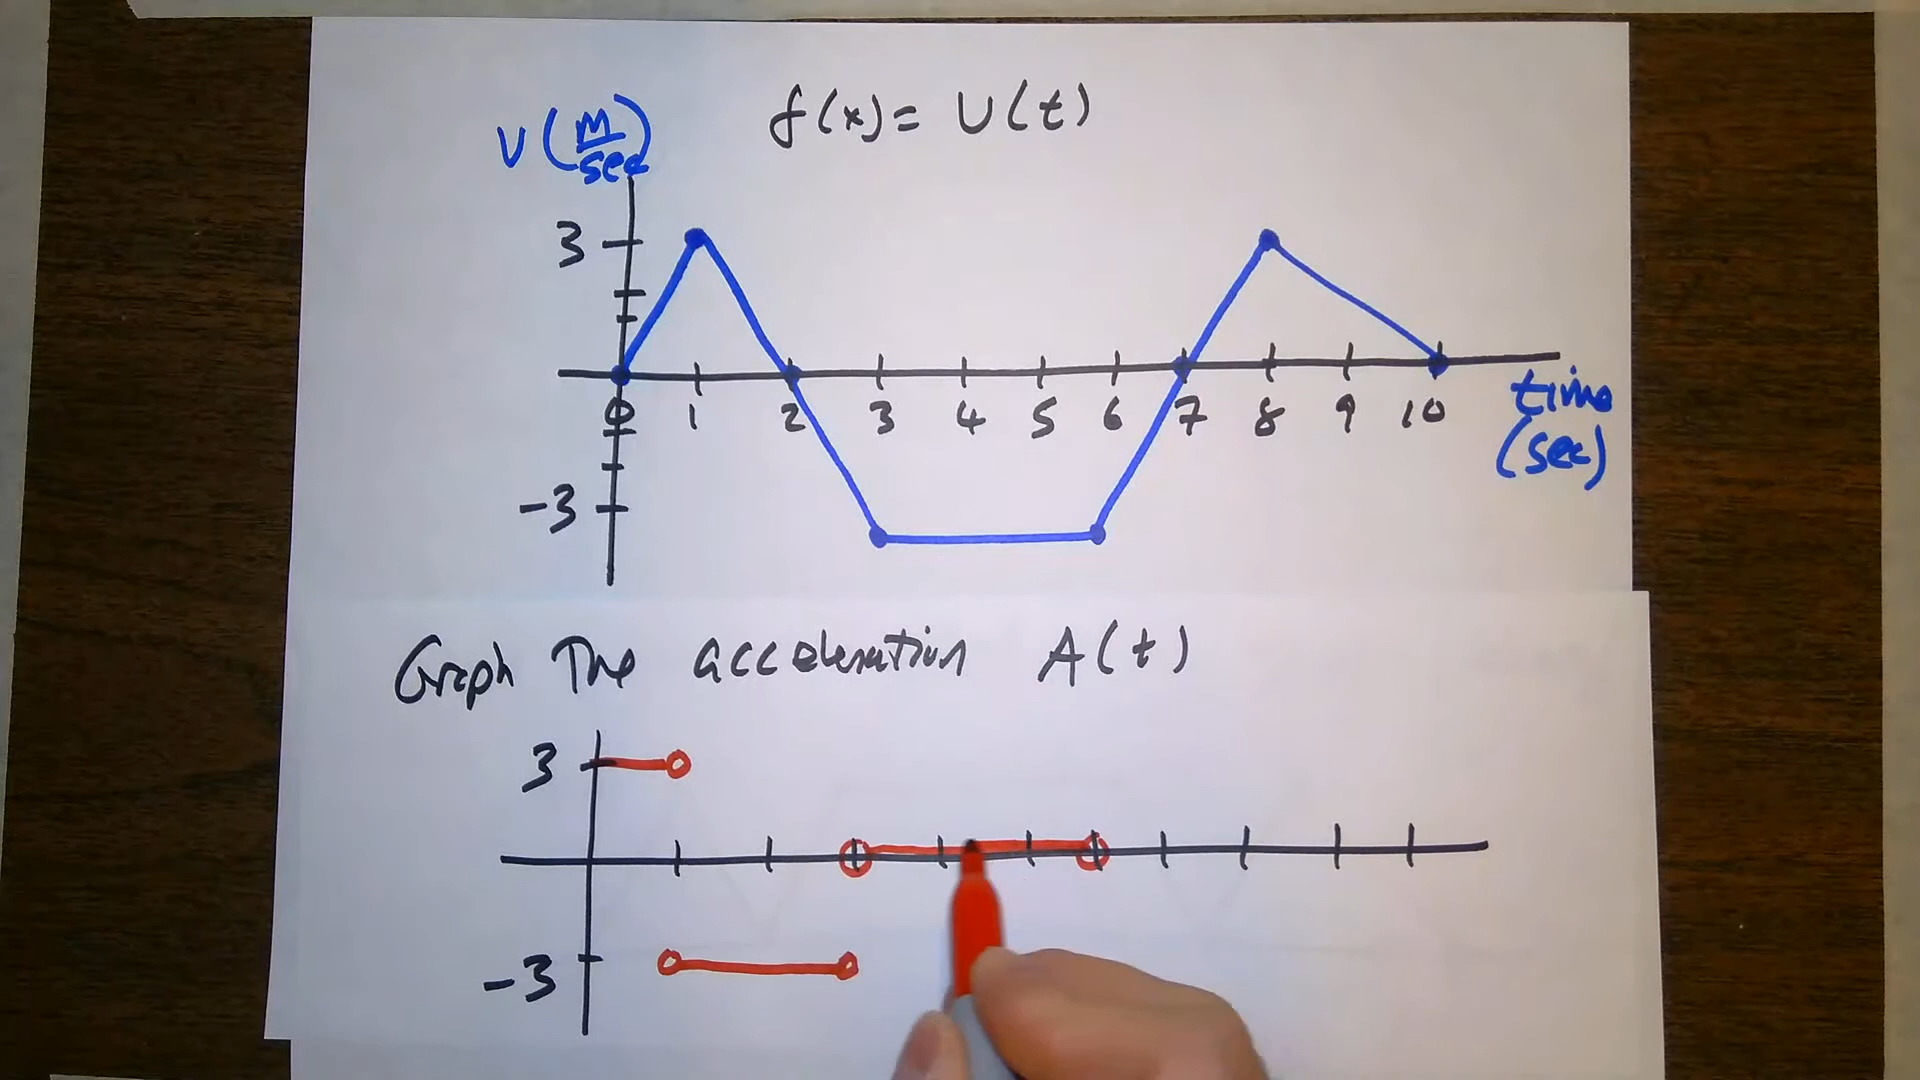 f(x) = v(t)
v (m/sec)
3
0 1 2 3 4 5 6 7 8 9 10
time (sec)
-3
Graph The acceleration A(t)
3
-3